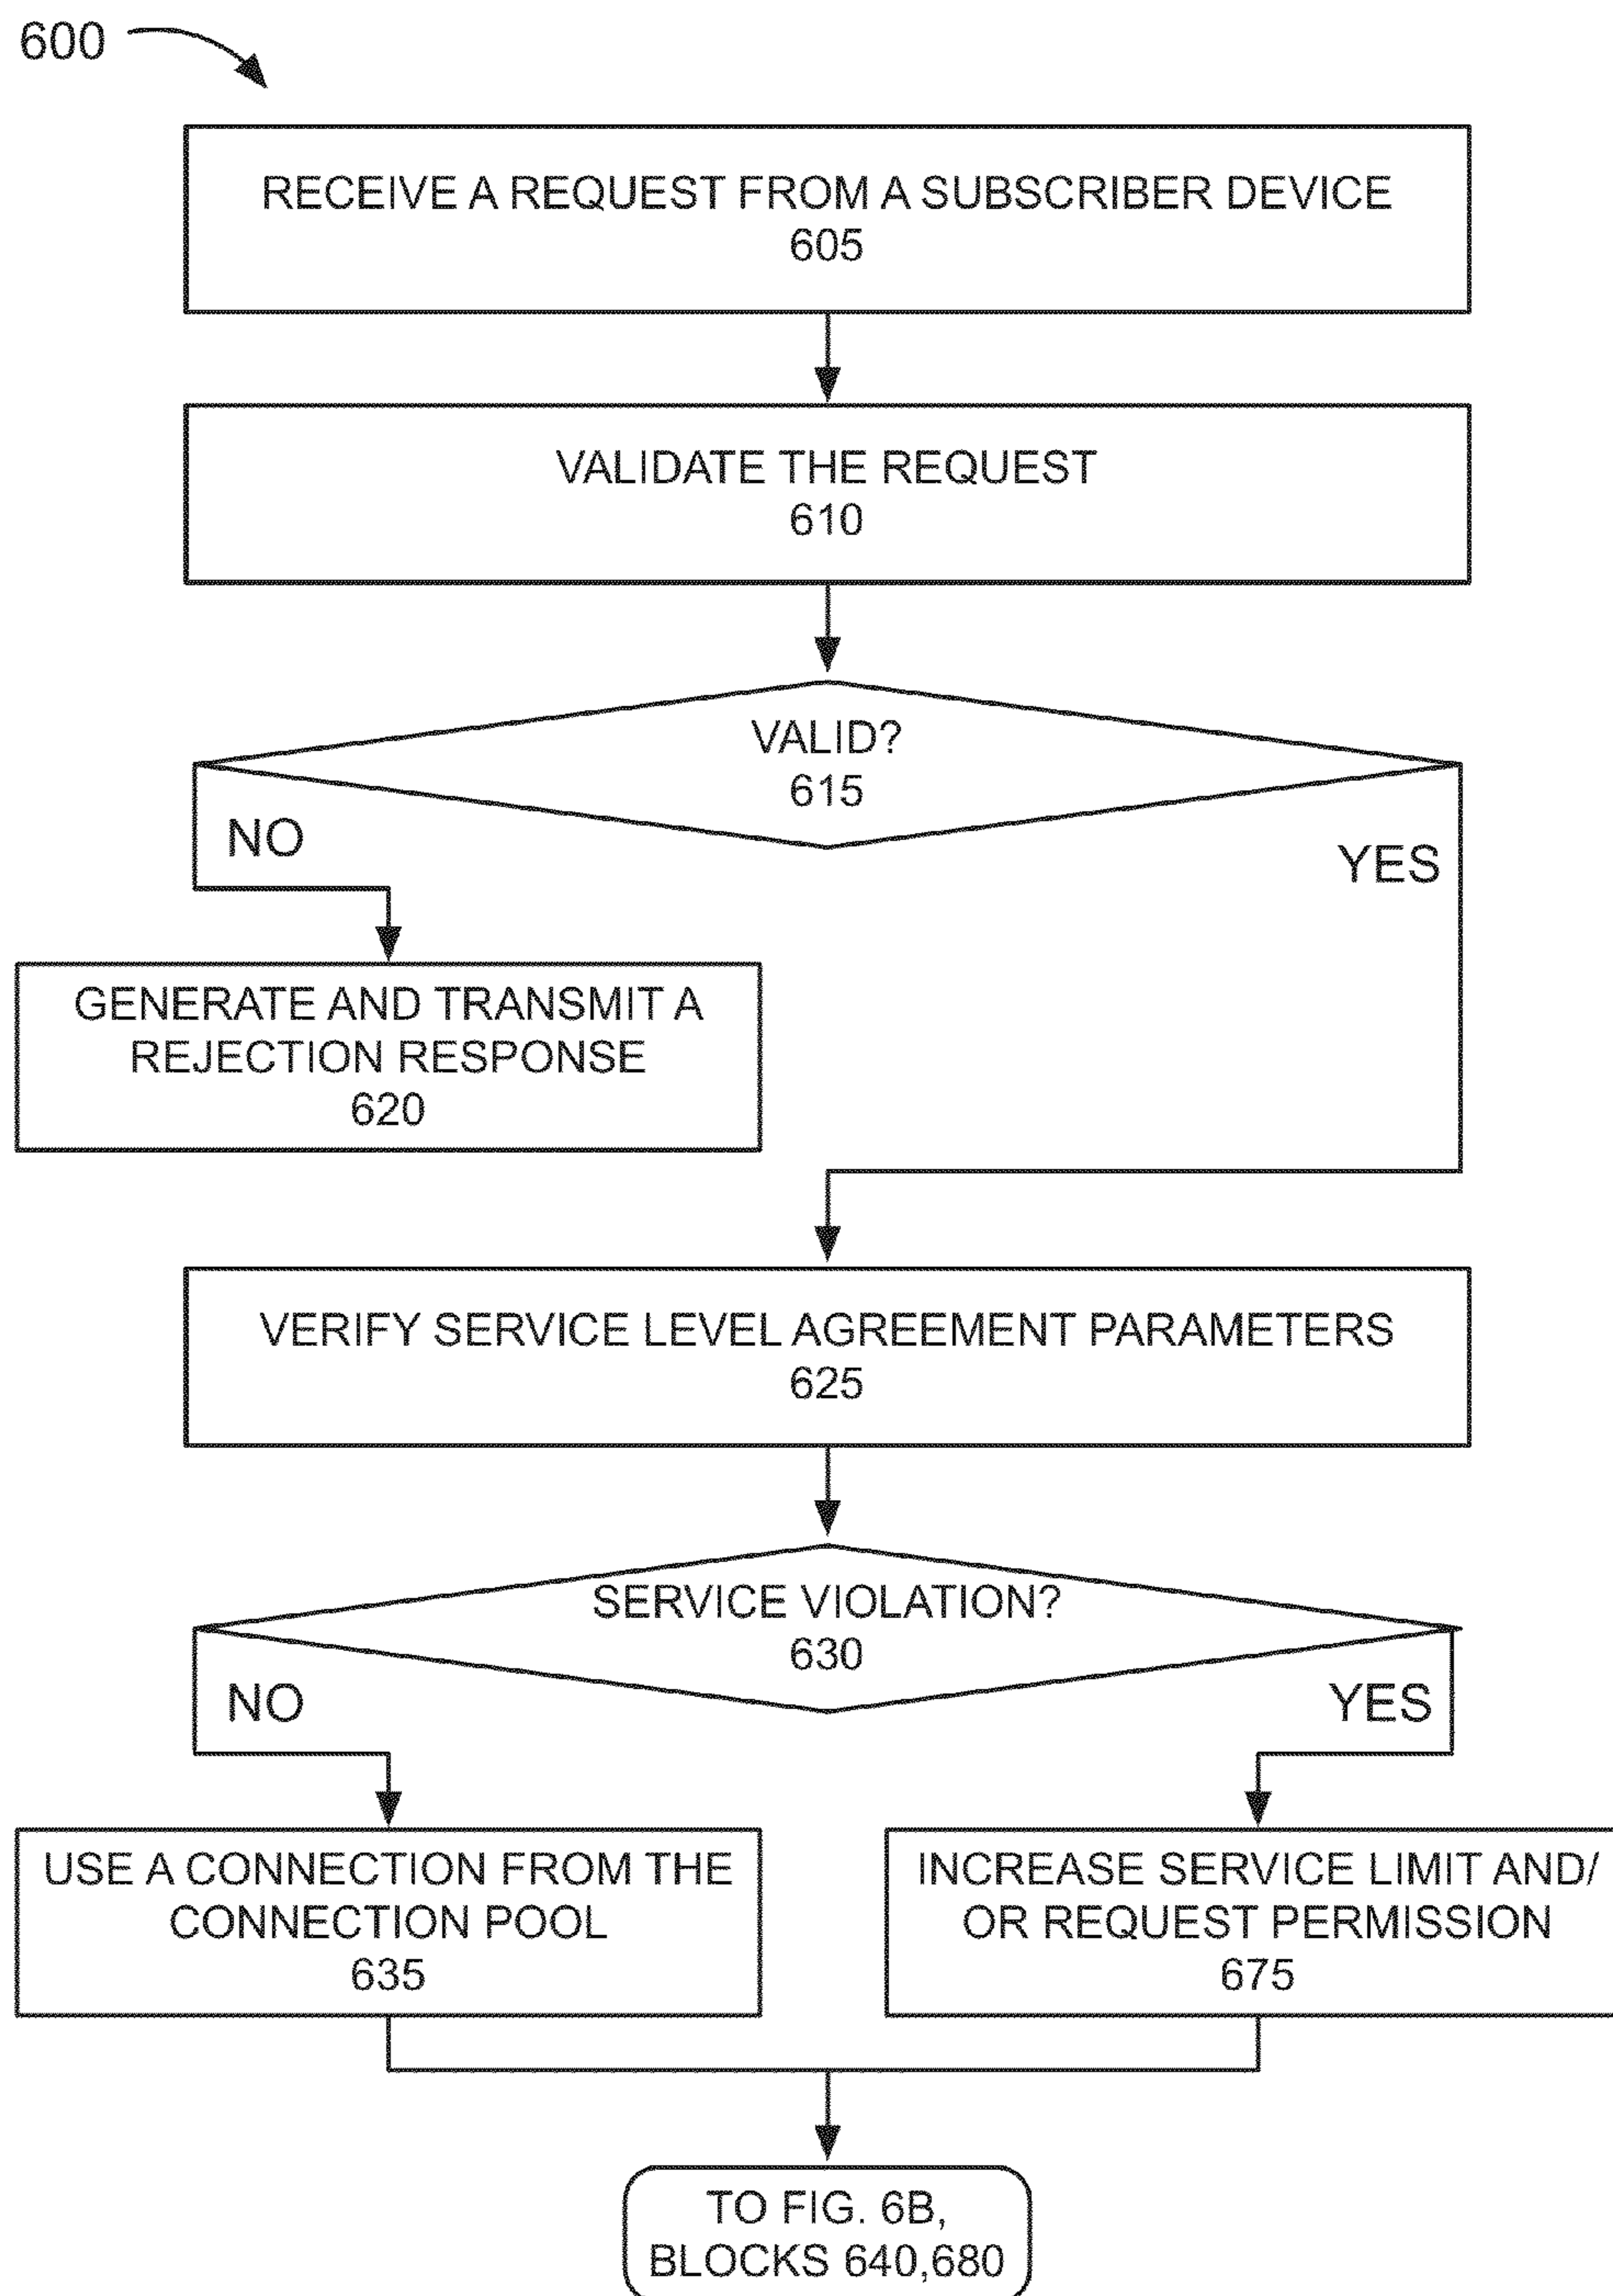 600
RECEIVE A REQUEST FROM A SUBSCRIBER DEVICE
605
VALIDATE THE REQUEST
610
VALID?
615
NO
YES
GENERATE AND TRANSMIT A
REJECTION RESPONSE
620
VERIFY SERVICE LEVEL AGREEMENT PARAMETERS
625
SERVICE VIOLATION?
630
NO
YES
USE A CONNECTION FROM THE
CONNECTION POOL
635
INCREASE SERVICE LIMIT AND/
OR REQUEST PERMISSION
675
TO FIG. 6B,
BLOCKS 640,680